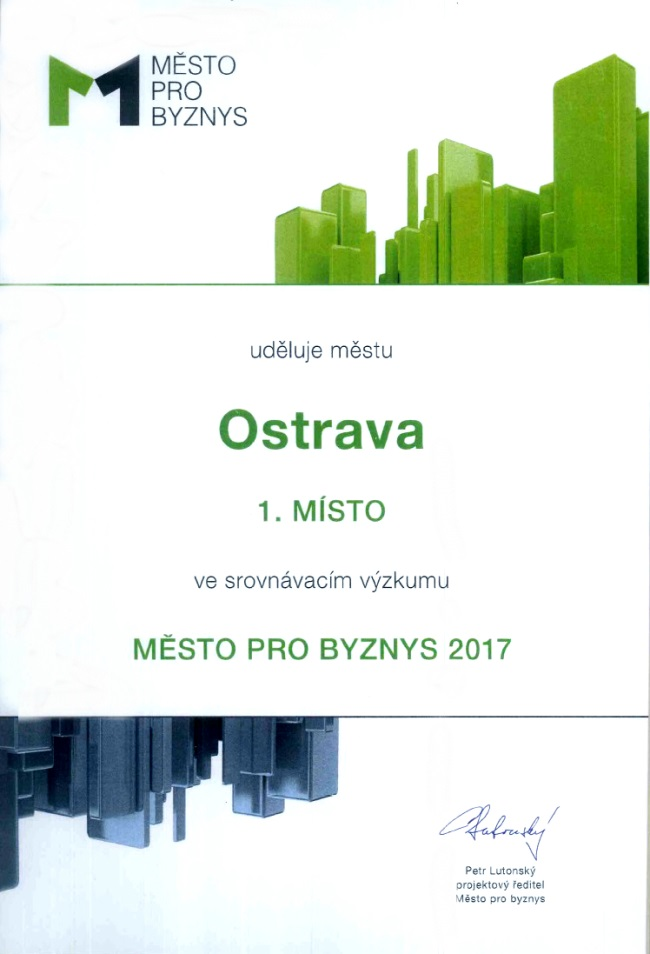 MĚSTO
PRO
BYZNYS
uděluje městu
Ostrava
1. MÍSTO
ve srovnávacím výzkumu
MĚSTO PRO BYZNYS 2017
Lutonský
Petr Lutonský
projektový ředitel
Město pro byznys